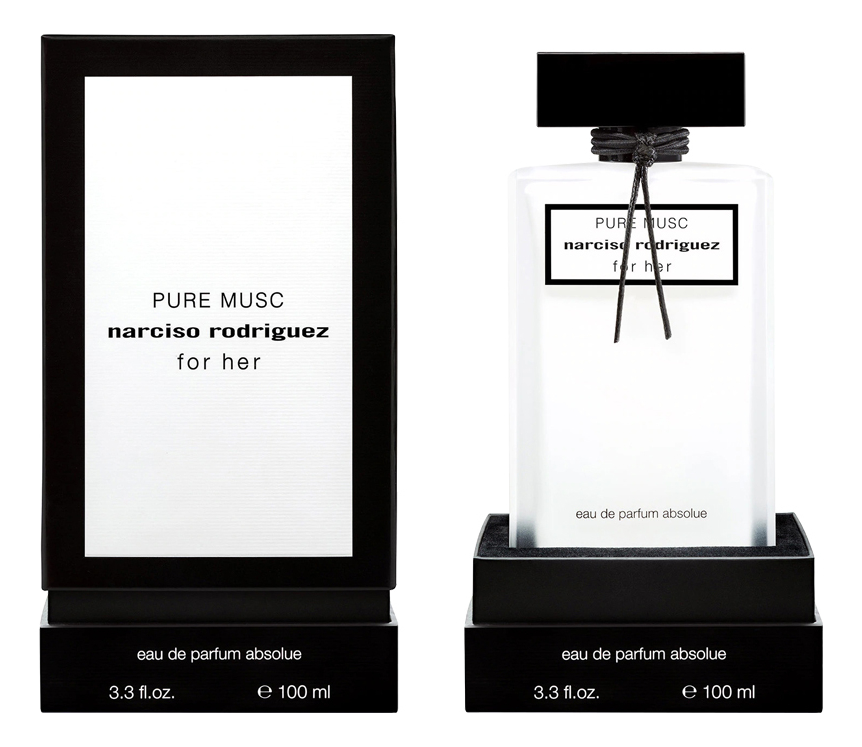 PURE MUSC
narciso rodriguez
for her
eau de parfum absolue
3.3 fl.oz. ℮ 100 ml
PURE MUSC
narciso rodriguez
for her
eau de parfum absolue
eau de parfum absolue
3.3 fl.oz. ℮ 100 ml